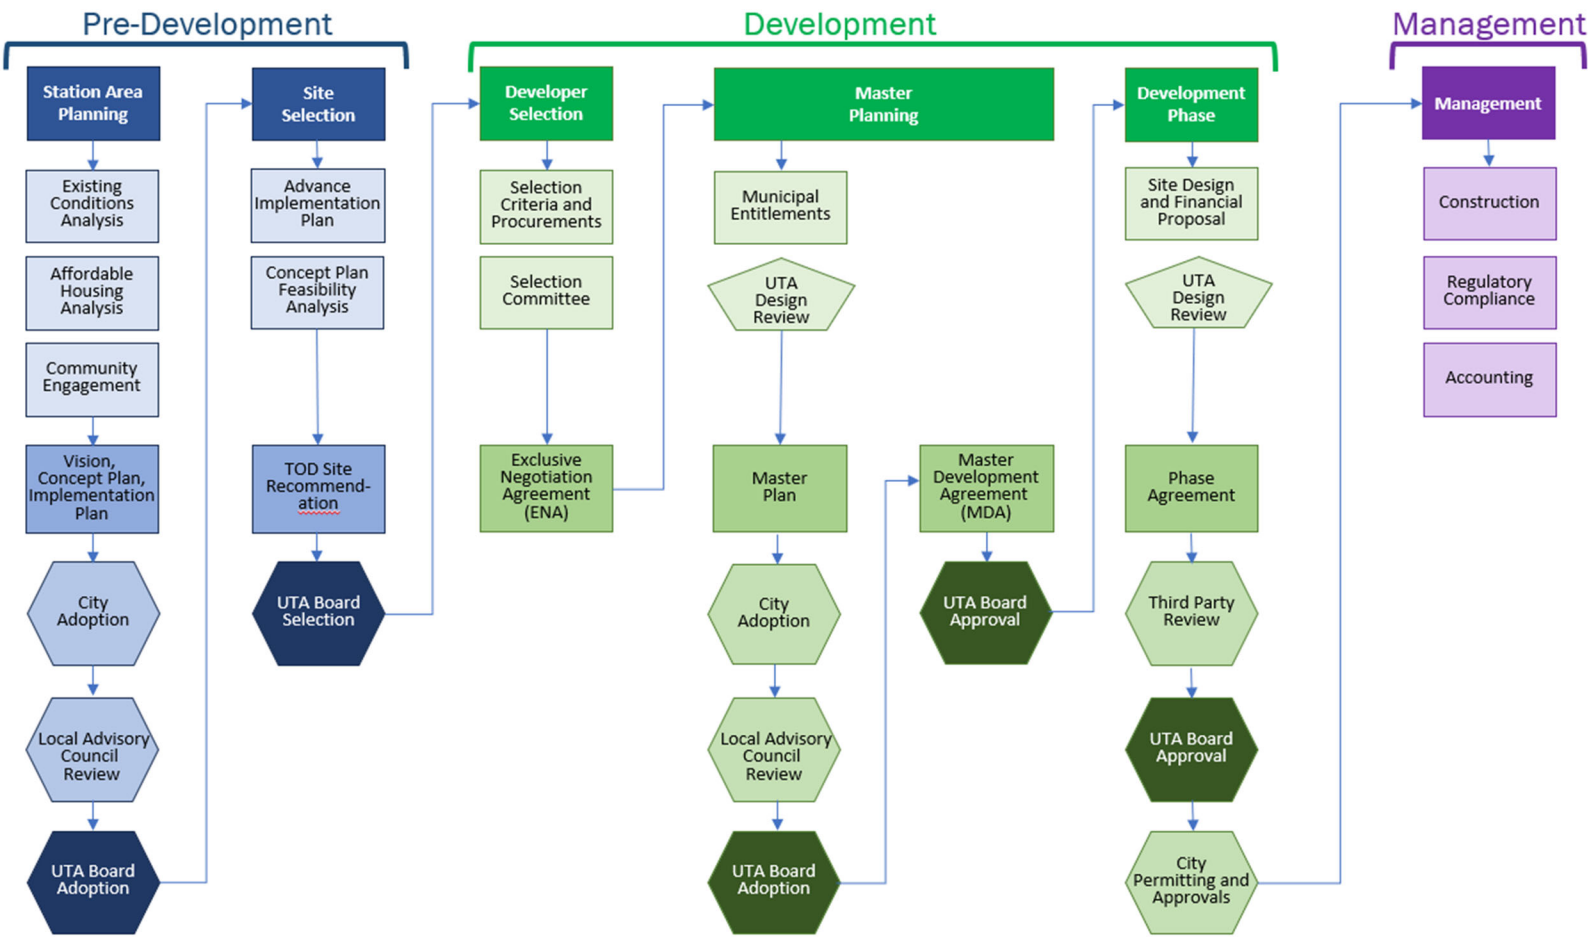 Pre-Development
Development
Management
Station Area
Planning
Existing
Conditions
Analysis
Affordable
Housing
Analysis
Community
Engagement
Vision,
Concept Plan,
Implementation
Plan
City
Adoption
Local Advisory
Council
Review
UTA Board
Adoption
Site
Selection
Advance
Implementation
Plan
Concept Plan
Feasibility
Analysis
TOD Site
Recommend-
ation
UTA Board
Selection
Developer
Selection
Selection
Criteria and
Procurements
Selection
Committee
Exclusive
Negotiation
Agreement
(ENA)
Master
Planning
Municipal
Entitlements
UTA
Design
Review
Master
Plan
City
Adoption
Local Advisory
Council
Review
UTA Board
Adoption
Master
Development
Agreement
(MDA)
UTA Board
Approval
Development
Phase
Site Design
and Financial
Proposal
UTA
Design
Review
Phase
Agreement
Third Party
Review
UTA Board
Approval
City
Permitting and
Approvals
Management
Construction
Regulatory
Compliance
Accounting